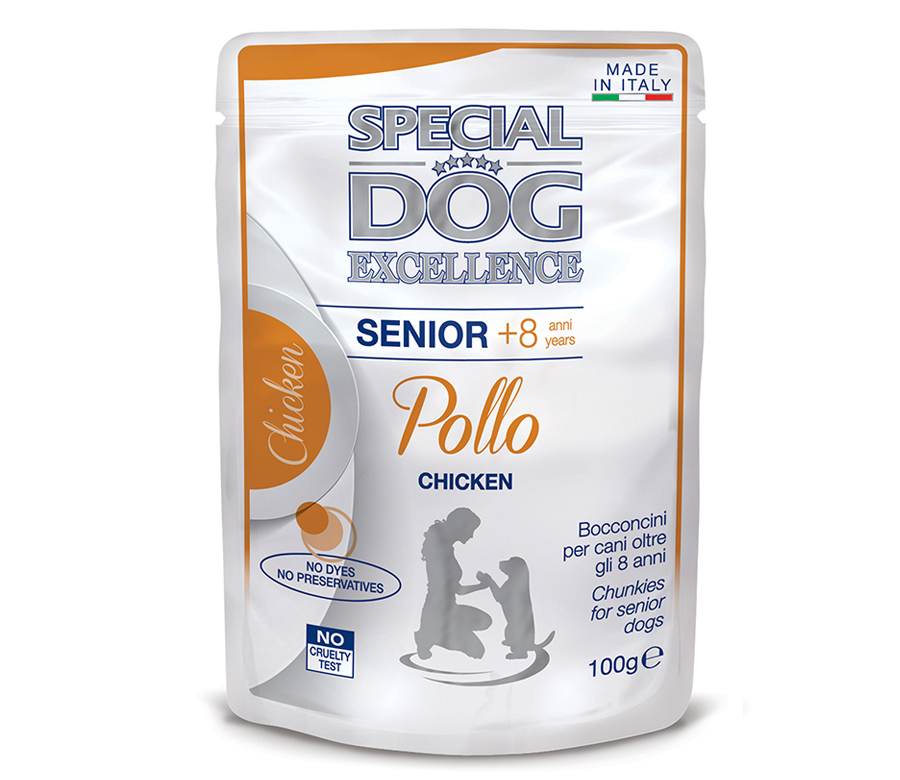 MADE
IN ITALY
SPECIAL
DOG
EXCELLENCE
SENIOR +8 anni
years
Chicken
Pollo
CHICKEN
Bocconcini
per cani oltre
gli 8 anni
Chunkies
for senior
dogs
100g℮
NO DYES
NO PRESERVATIVES
NO
CRUELTY
TEST